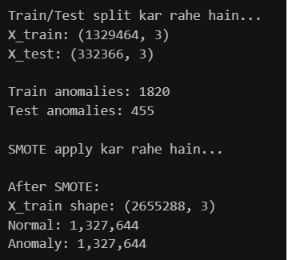 Train/Test split kar rahe hain...
X_train: (1329464, 3)
X_test: (332366, 3)
Train anomalies: 1820
Test anomalies: 455
SMOTE apply kar rahe hain...
After SMOTE:
X_train shape: (2655288, 3)
Normal: 1,327,644
Anomaly: 1,327,644